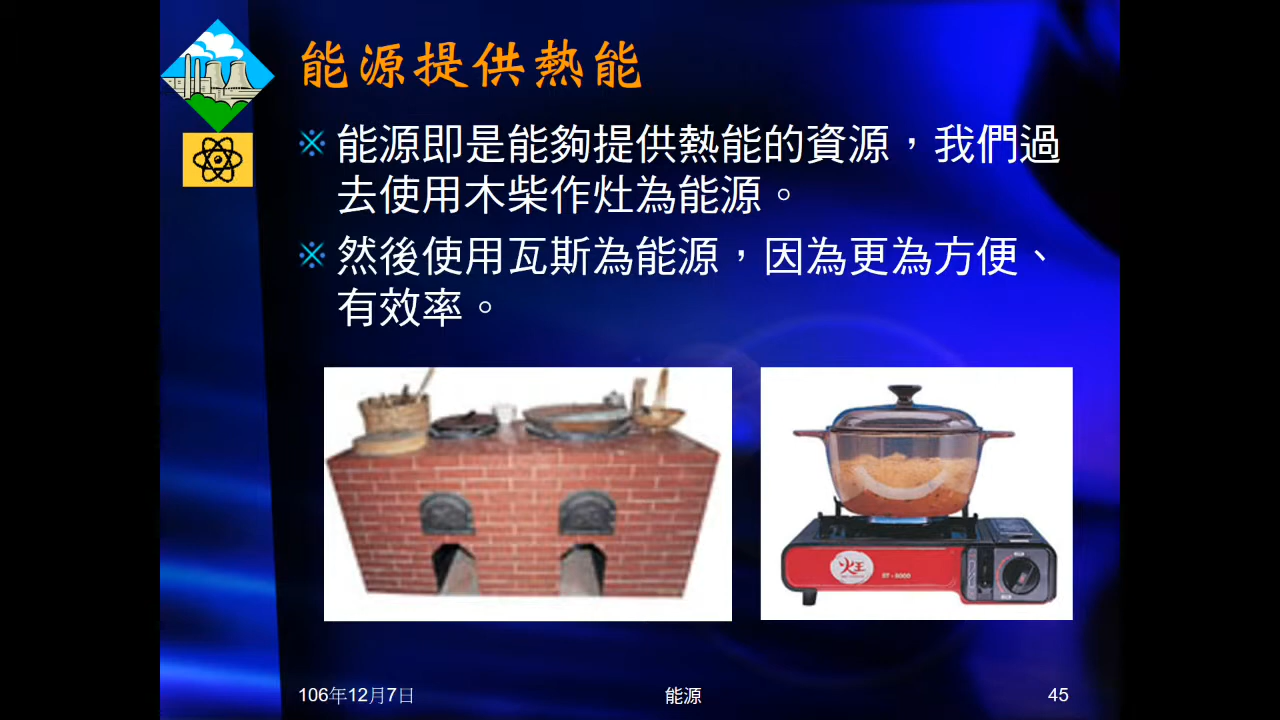 能源提供熱能
※能源即是能夠提供熱能的資源，我們過
去使用木柴作灶為能源。
※然後使用瓦斯為能源，因為更為方便、
有效率。
火王
106年12月7日
能源
45